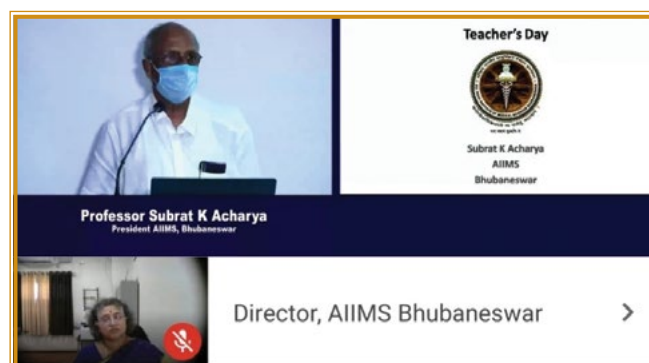 Teacher's Day
Subrat K Acharya
AIIMS
Bhubaneswar
Professor Subrat K Acharya
President AIIMS, Bhubaneswar
Director, AIIMS Bhubaneswar